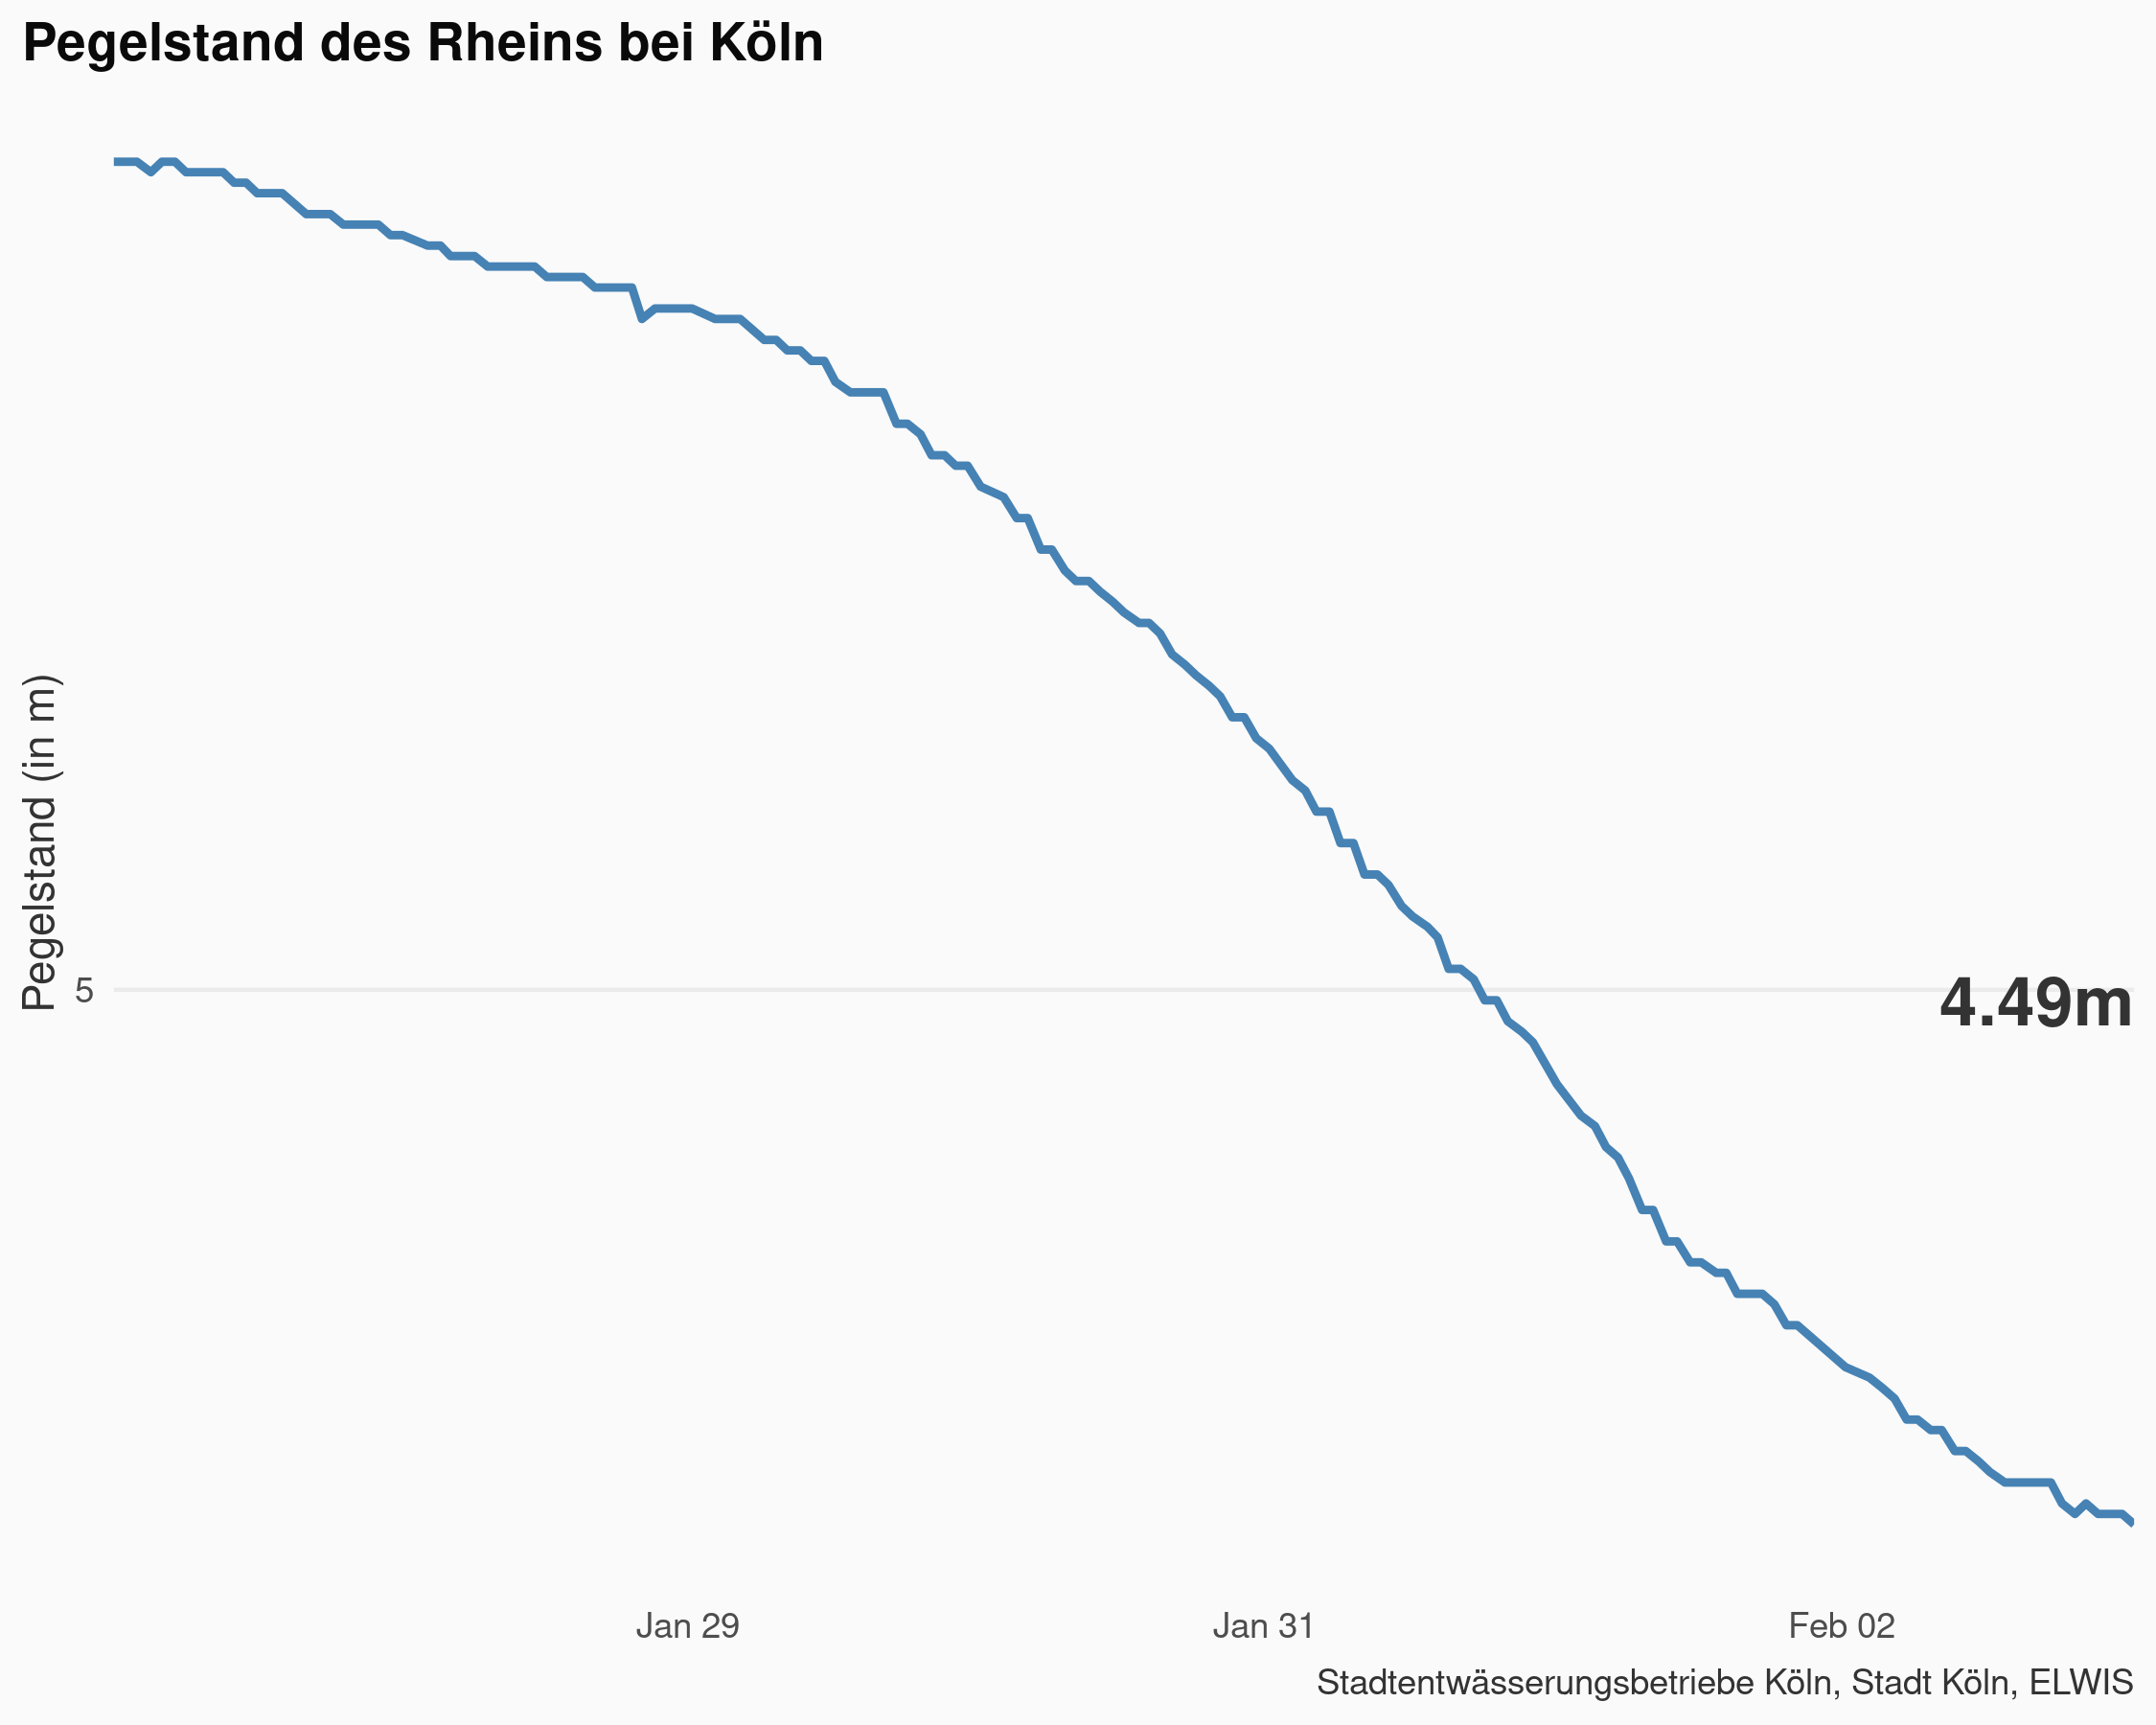 Pegelstand des Rheins bei Köln
Pegelstand (in m)
5
4.49m
Jan 29
Jan 31
Feb 02
Stadtentwässerungsbetriebe Köln, Stadt Köln, ELWIS